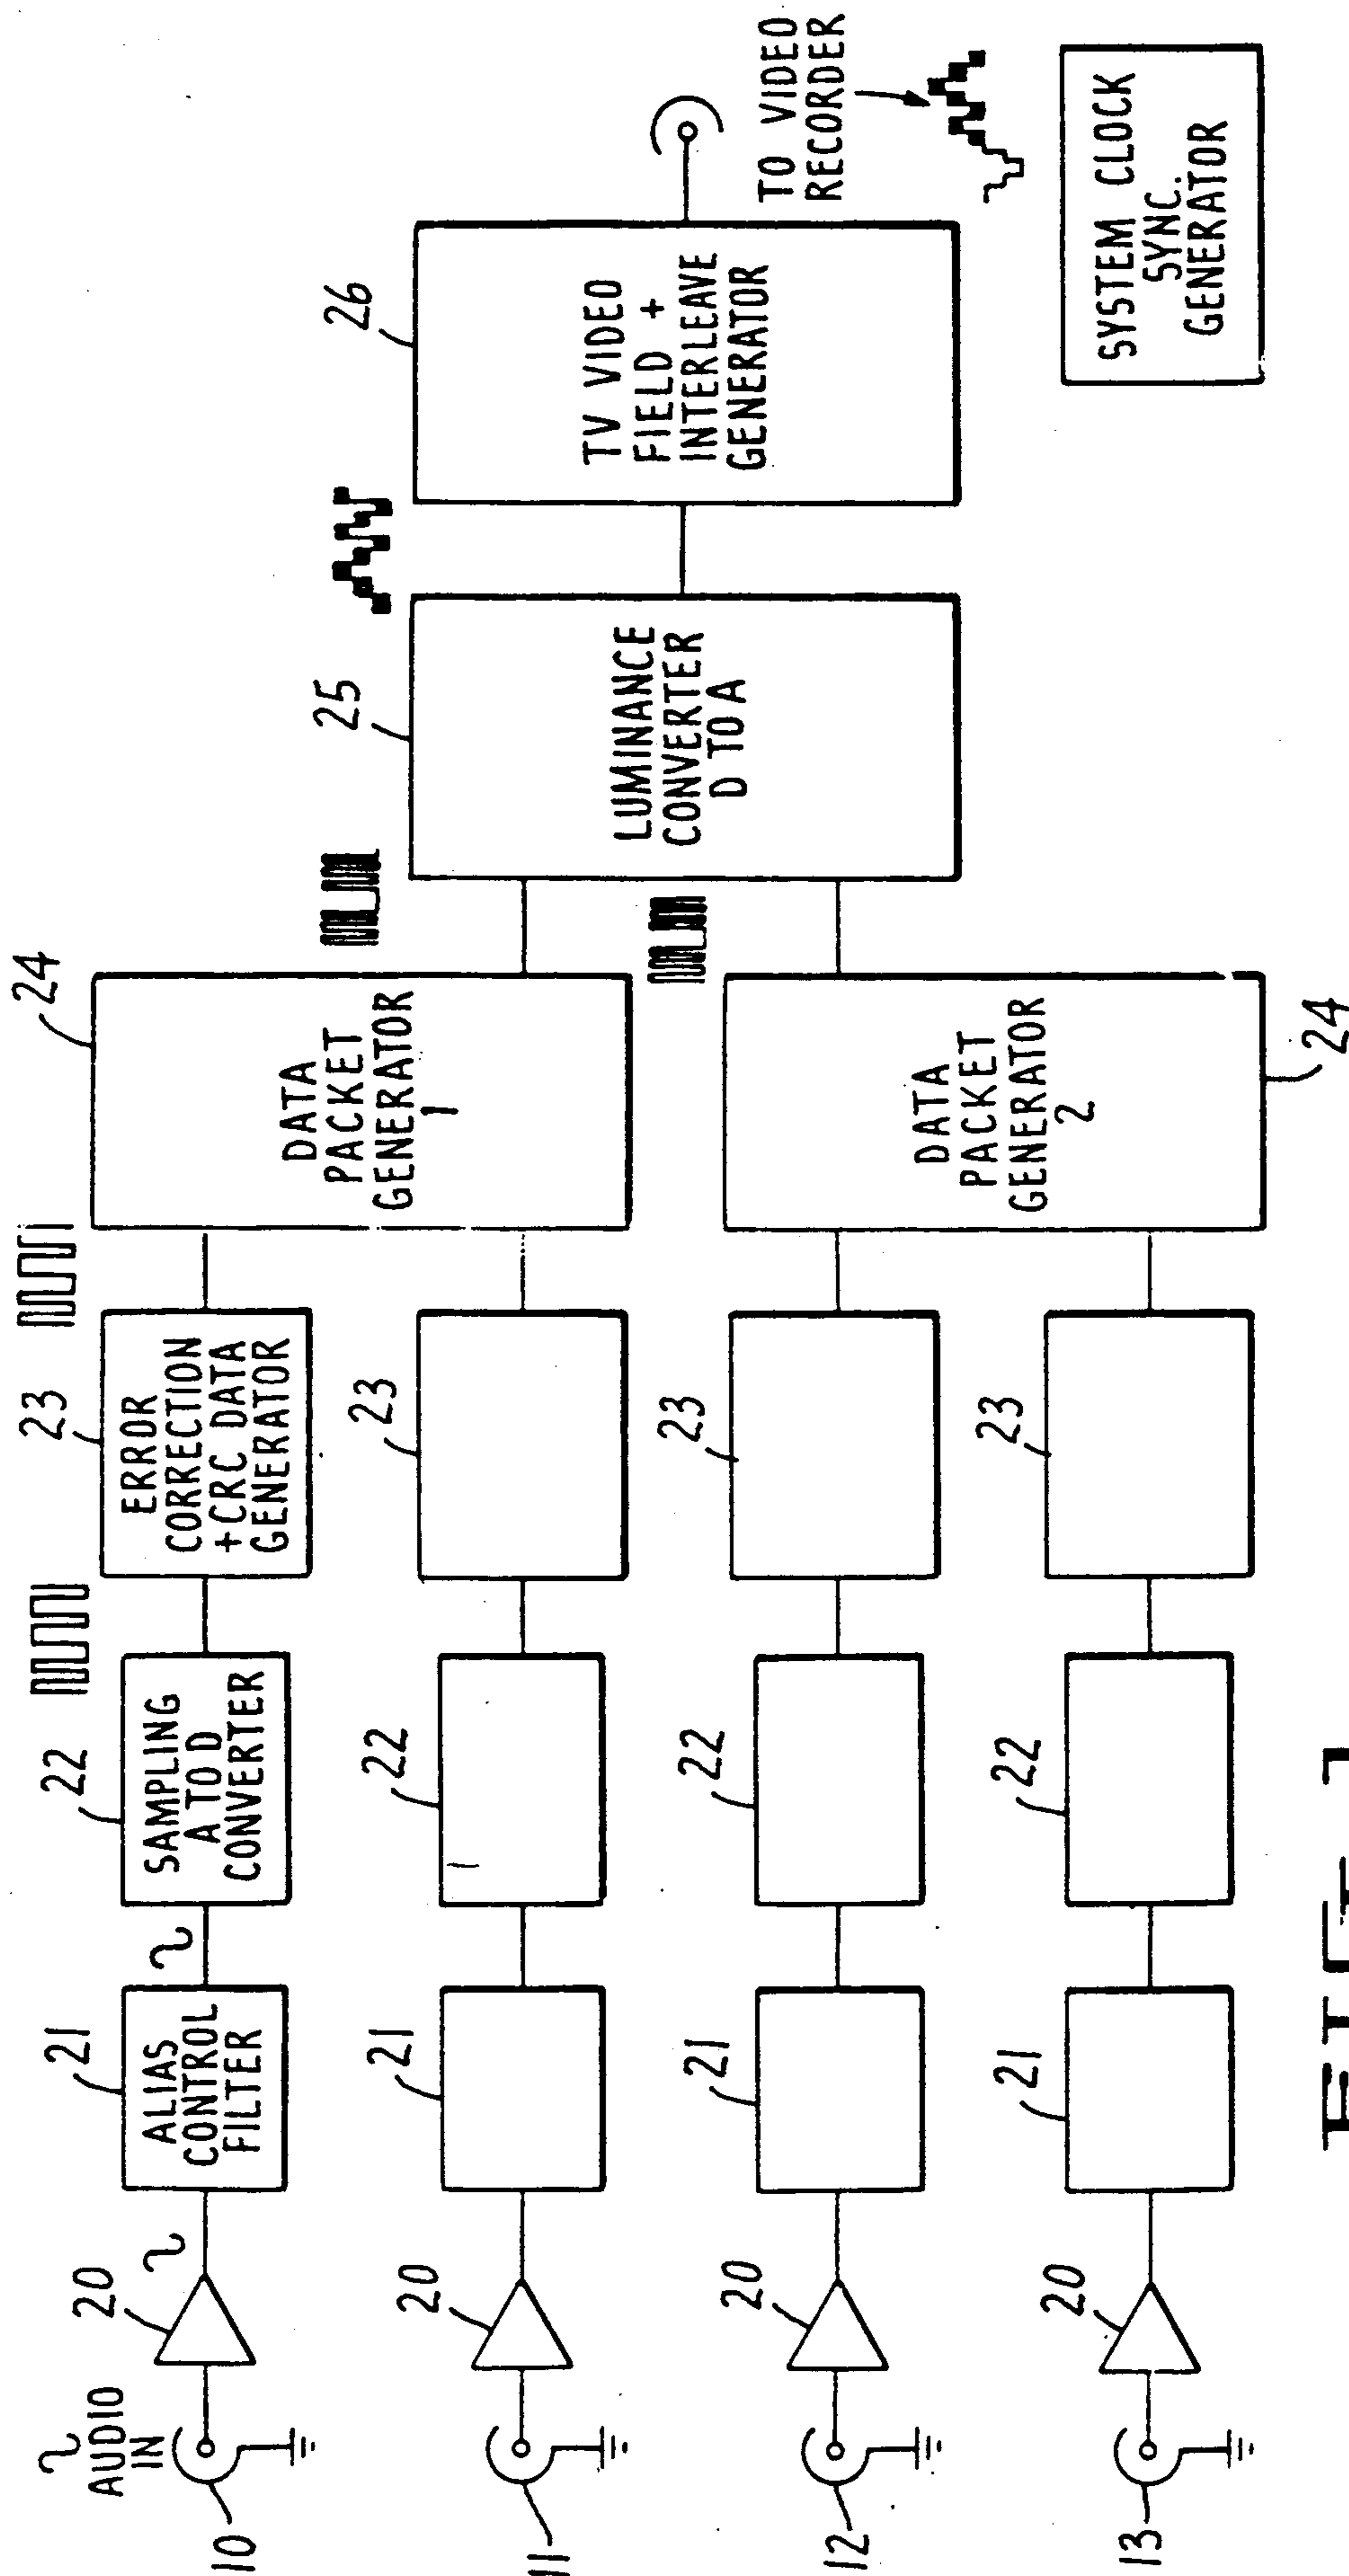 AUDIO
IN
10
20
21
ALIAS
CONTROL
FILTER
22
SAMPLING
A TO D
CONVERTER
23
ERROR
CORRECTION
+CRC DATA
GENERATOR
24
DATA
PACKET
GENERATOR
1
11
20
21
22
23
12
20
21
22
23
DATA
PACKET
GENERATOR
2
24
13
20
21
22
23
25
LUMINANCE
CONVERTER
D TO A
26
TV VIDEO
FIELD +
INTERLEAVE
GENERATOR
TO VIDEO
RECORDER
SYSTEM CLOCK
SYNC.
GENERATOR